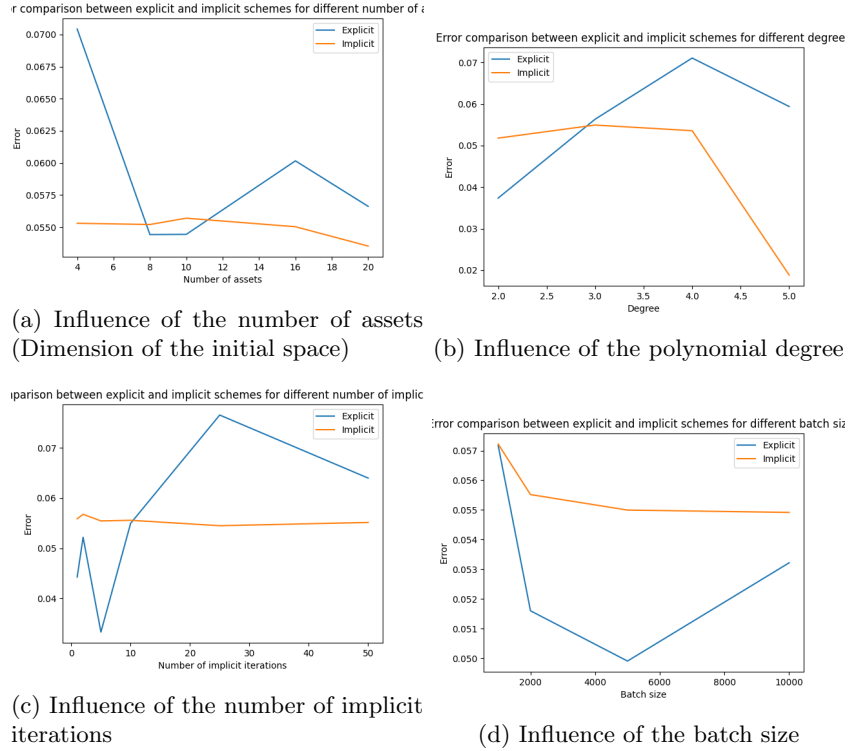 r comparison between explicit and implicit schemes for different number of a
Explicit
Implicit
0.0700
0.0675
0.0650
0.0625
0.0600
0.0575
0.0550
Error
4 6 8 10 12 14 16 18 20
Number of assets
(a) Influence of the number of assets
(Dimension of the initial space)
Error comparison between explicit and implicit schemes for different degree
Explicit
Implicit
0.07
0.06
0.05
0.04
0.03
0.02
Error
2.0 2.5 3.0 3.5 4.0 4.5 5.0
Degree
(b) Influence of the polynomial degree
nparison between explicit and implicit schemes for different number of implic
Explicit
Implicit
0.07
0.06
0.05
0.04
Error
0 10 20 30 40 50
Number of implicit iterations
(c) Influence of the number of implicit
iterations
Error comparison between explicit and implicit schemes for different batch siz
Explicit
Implicit
0.057
0.056
0.055
0.054
0.053
0.052
0.051
0.050
Error
2000 4000 6000 8000 10000
Batch size
(d) Influence of the batch size